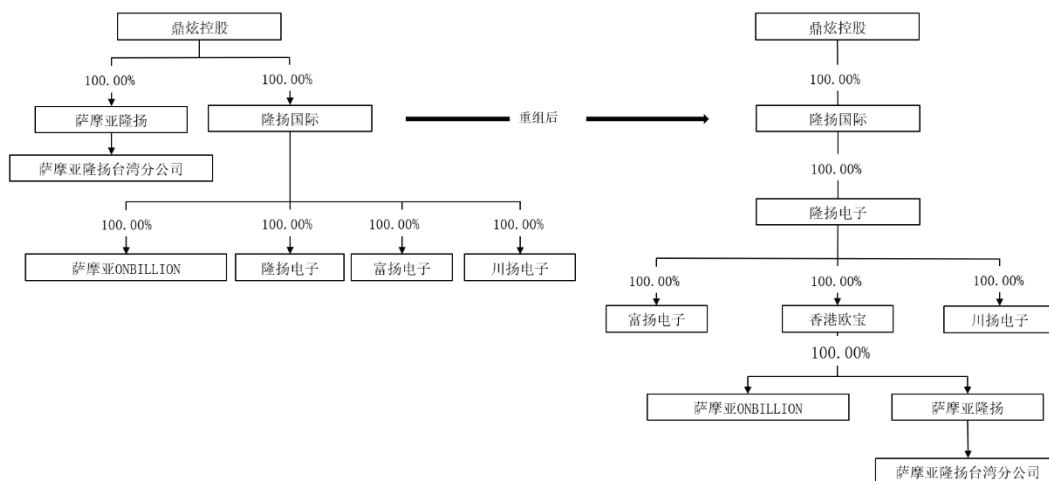 鼎炫控股
100.00%
100.00%
萨摩亚隆扬
隆扬国际
萨摩亚隆扬台湾分公司
100.00%
100.00%
100.00%
100.00%
萨摩亚ONBILLION
隆扬电子
富扬电子
川扬电子
重组后
鼎炫控股
100.00%
隆扬国际
100.00%
隆扬电子
100.00%
100.00%
100.00%
富扬电子
香港欧宝
川扬电子
100.00%
萨摩亚ONBILLION
萨摩亚隆扬
萨摩亚隆扬台湾分公司